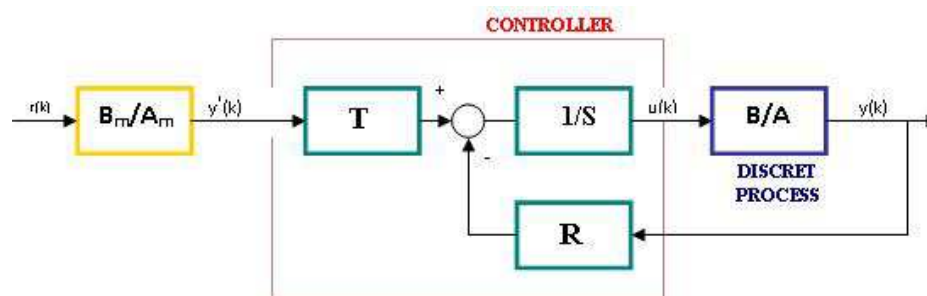 CONTROLLER
r(k)
Bm/Am
y'(k)
T
+
-
1/S
u(k)
B/A
y(k)
DISCRET
PROCESS
R